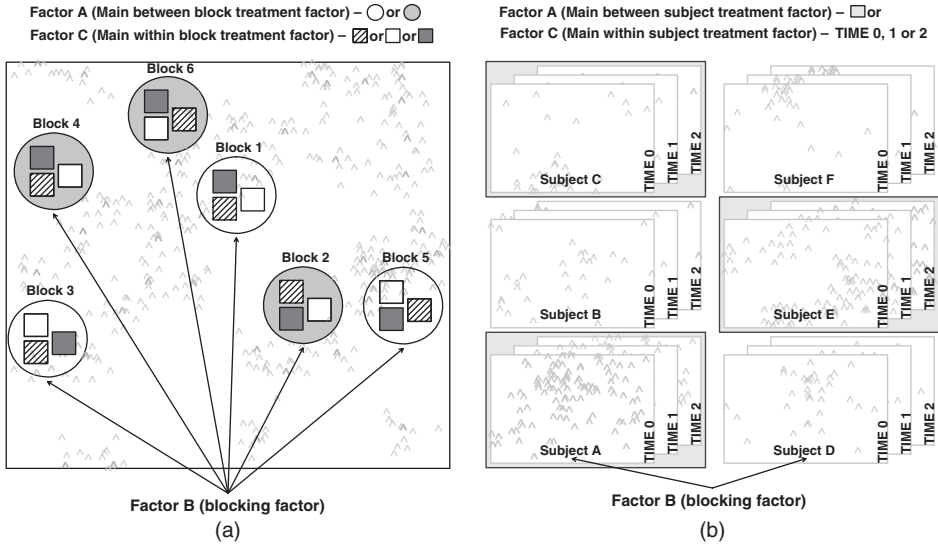 Factor A (Main between block treatment factor) – or
Factor C (Main within block treatment factor) – or or
Block 6
Block 4
Block 1
Block 2
Block 5
Block 3
Factor B (blocking factor)
(a)
Factor A (Main between subject treatment factor) – or
Factor C (Main within subject treatment factor) – TIME 0, 1 or 2
Subject C
TIME 0
TIME 1
TIME 2
Subject F
TIME 0
TIME 1
TIME 2
Subject B
TIME 0
TIME 1
TIME 2
Subject E
TIME 0
TIME 1
TIME 2
Subject A
TIME 0
TIME 1
TIME 2
Subject D
TIME 0
TIME 1
TIME 2
Factor B (blocking factor)
(b)